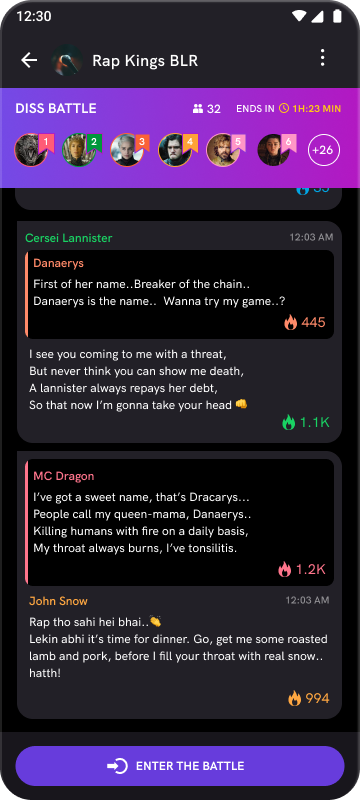 12:30
Rap Kings BLR
DISS BATTLE
32
ENDS IN 1H:23 MIN
1 2 3 4 5 6 +26
Cersei Lannister 12:03 AM
Danaerys
First of her name..Breaker of the chain..
Danaerys is the name.. Wanna try my game..?
445
I see you coming to me with a threat,
But never think you can show me death,
A lannister always repays her debt,
So that now I’m gonna take your head 👊
1.1K
MC Dragon
I’ve got a sweet name, that’s Dracarys...
People call my queen-mama, Danaerys..
Killing humans with fire on a daily basis,
My throat always burns, I’ve tonsilitis.
1.2K
John Snow 12:03 AM
Rap tho sahi hei bhai..👏
Lekin abhi it’s time for dinner. Go, get me some roasted
lamb and pork, before I fill your throat with real snow..
hatth!
994
ENTER THE BATTLE